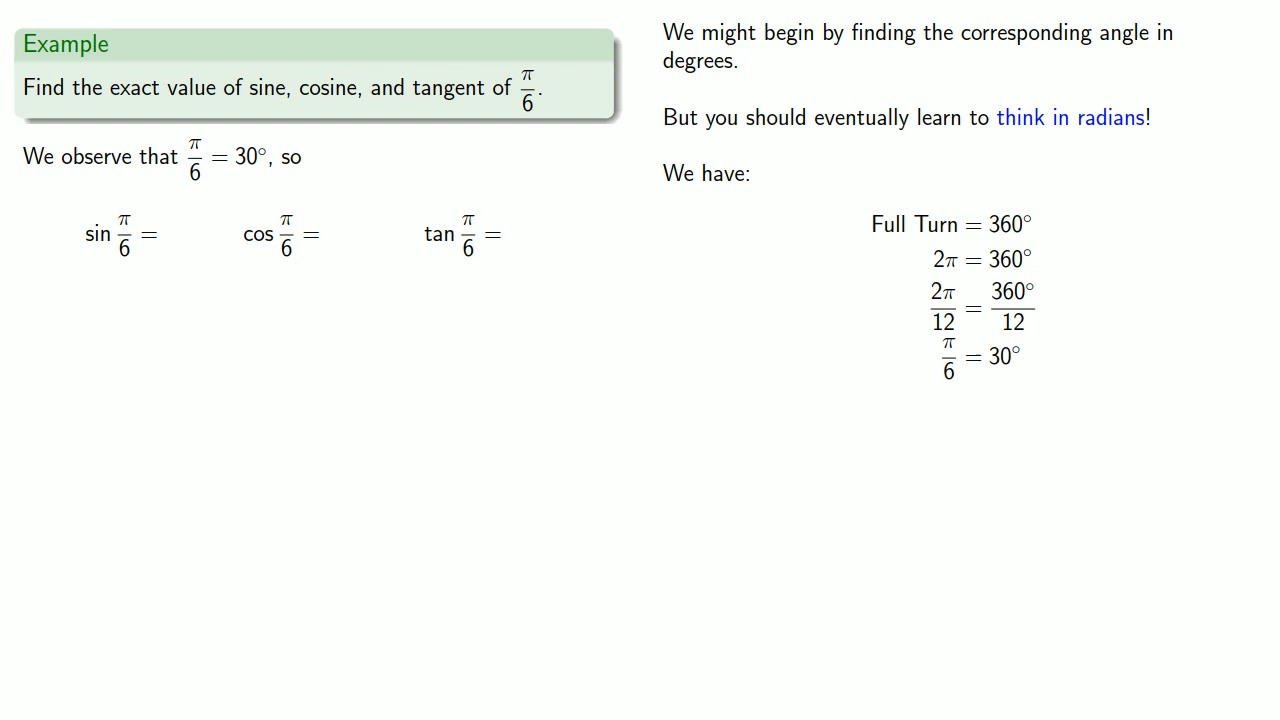 Example
Find the exact value of sine, cosine, and tangent of π/6.
We observe that π/6 = 30°, so
sin π/6 = cos π/6 = tan π/6 =
We might begin by finding the corresponding angle in
degrees.
But you should eventually learn to think in radians!
We have:
Full Turn = 360°
2π = 360°
2π/12 = 360°/12
π/6 = 30°